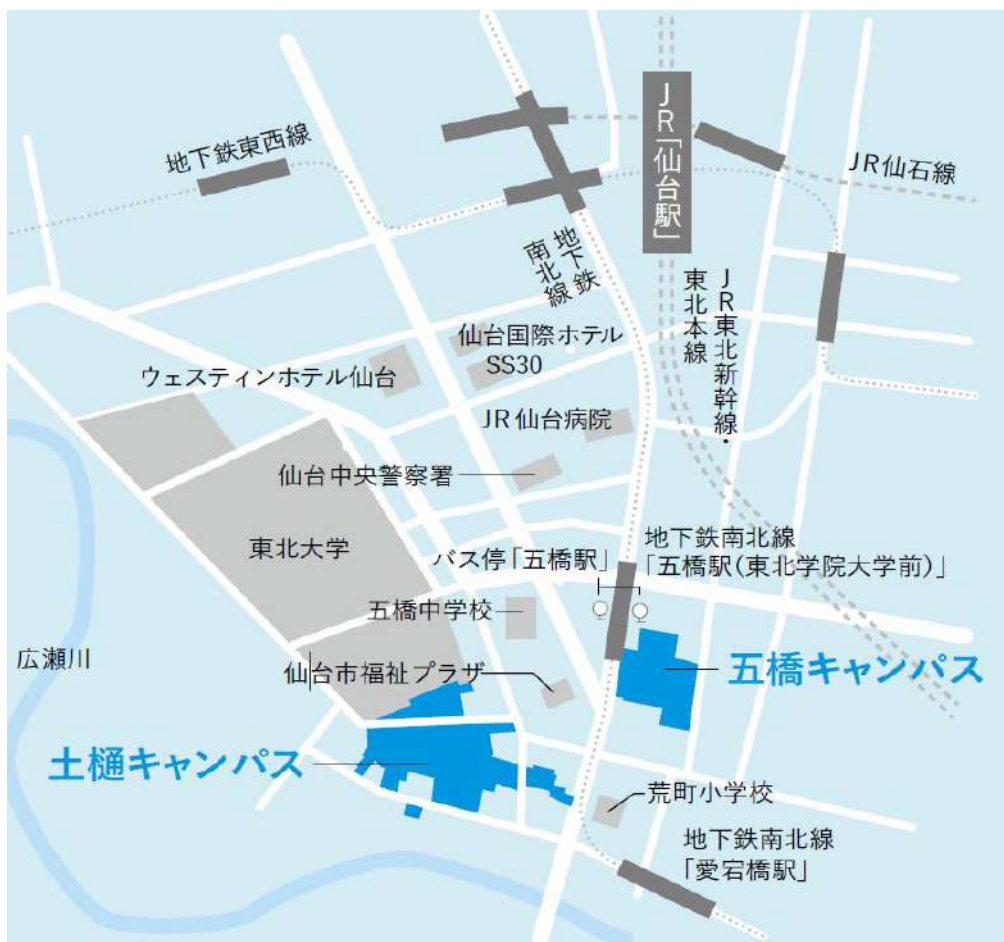 JR「仙台駅」
地下鉄東西線
JR仙石線
地下鉄
南北線
JR東北新幹線・
東北本線
仙台国際ホテル
SS30
ウェスティンホテル仙台
JR仙台病院
仙台中央警察署
東北大学
地下鉄南北線
「五橋駅(東北学院大学前)」
バス停「五橋駅」
五橋中学校
広瀬川
仙台市福祉プラザ
五橋キャンパス
土樋キャンパス
荒町小学校
地下鉄南北線
「愛宕橋駅」